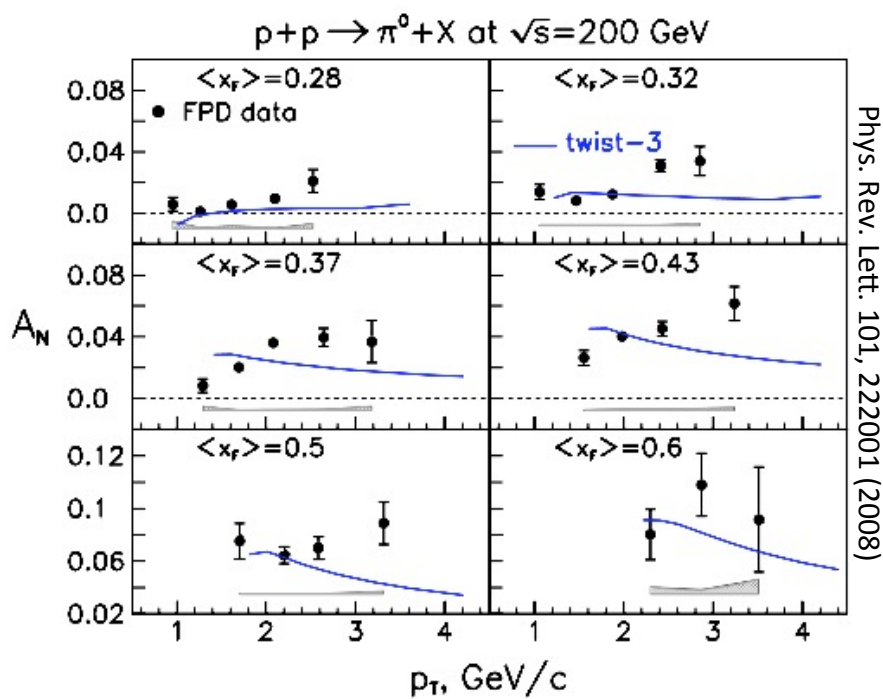 p+p → π⁰+X at √s=200 GeV
<x_F>=0.28
<x_F>=0.32
● FPD data
— twist-3
0.08
0.04
0.0
<x_F>=0.37
<x_F>=0.43
0.08
0.04
0.0
<x_F>=0.5
<x_F>=0.6
0.12
0.1
0.08
0.06
0.04
0.02
A_N
1 2 3 4 1 2 3 4
p_T, GeV/c
Phys. Rev. Lett. 101, 222001 (2008)